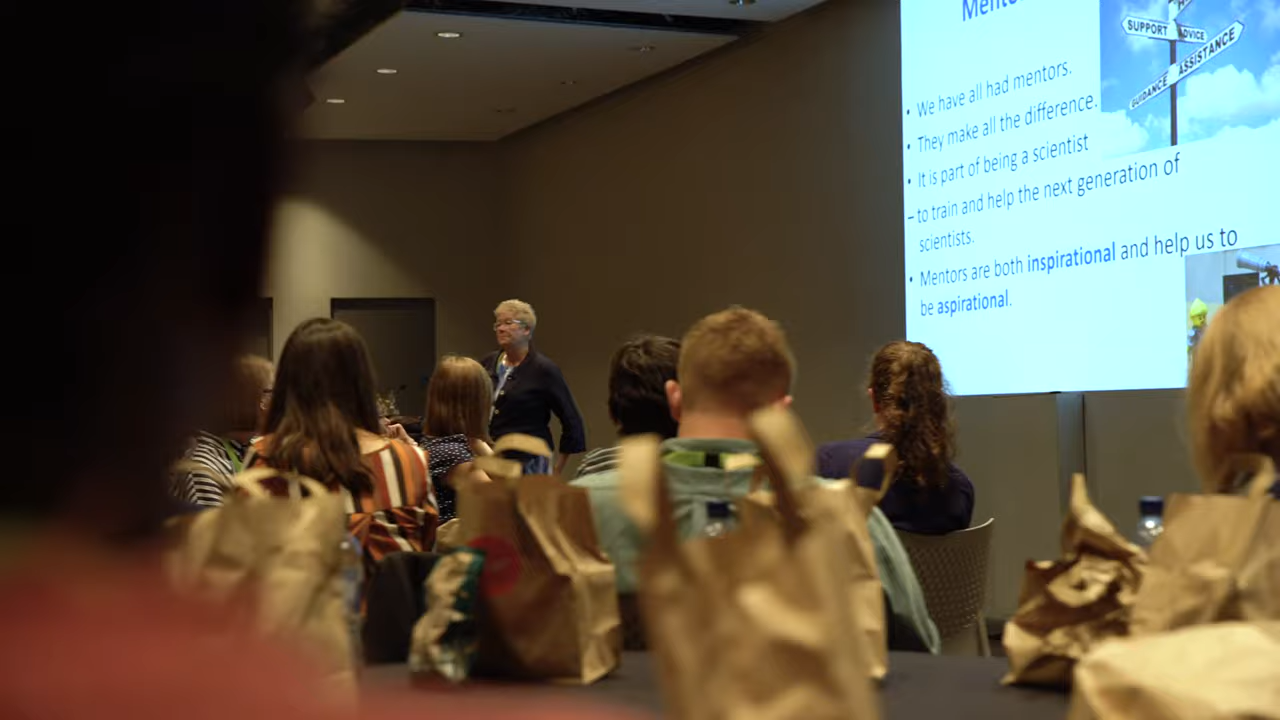 SUPPORT
ADVICE
GUIDANCE
ASSISTANCE
• We have all had mentors.
• They make all the difference.
• It is part of being a scientist
– to train and help the next generation of
scientists.
• Mentors are both inspirational and help us to
be aspirational.